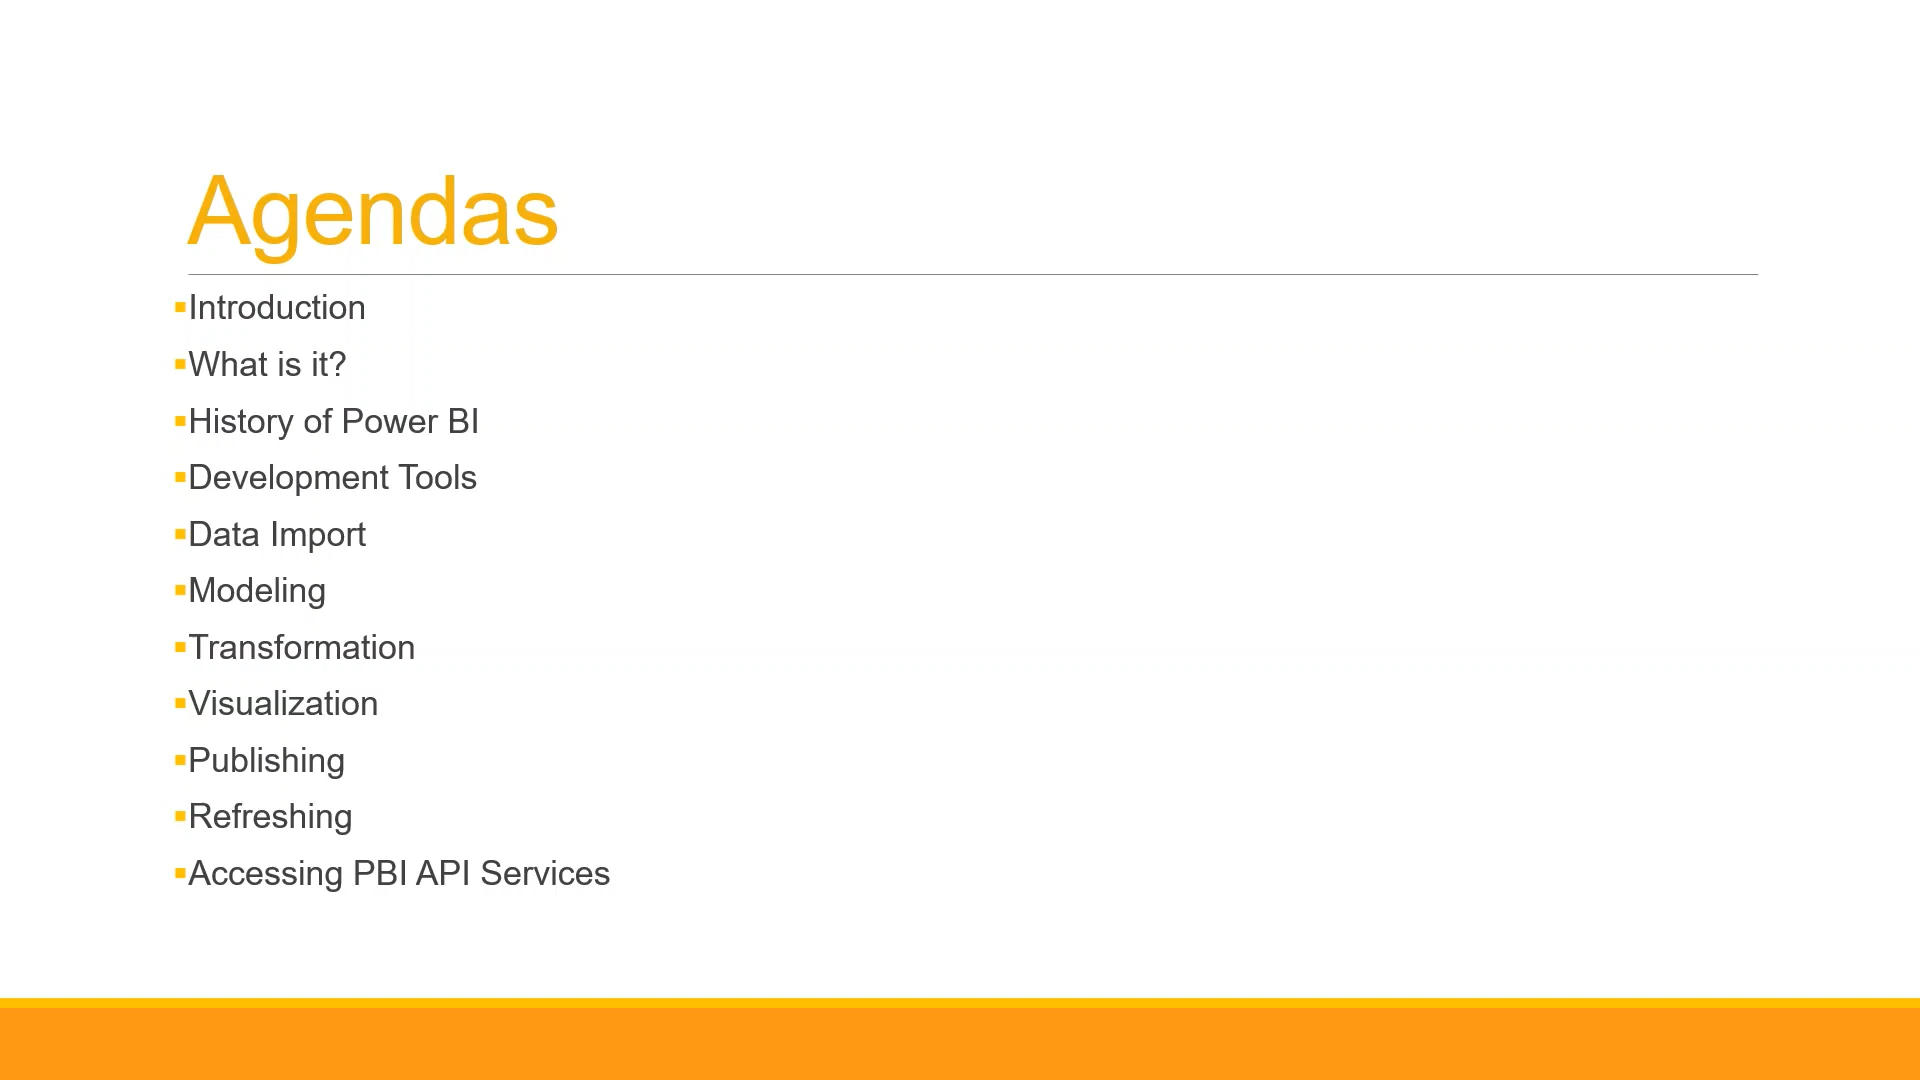 Agendas
▪Introduction
▪What is it?
▪History of Power BI
▪Development Tools
▪Data Import
▪Modeling
▪Transformation
▪Visualization
▪Publishing
▪Refreshing
▪Accessing PBI API Services